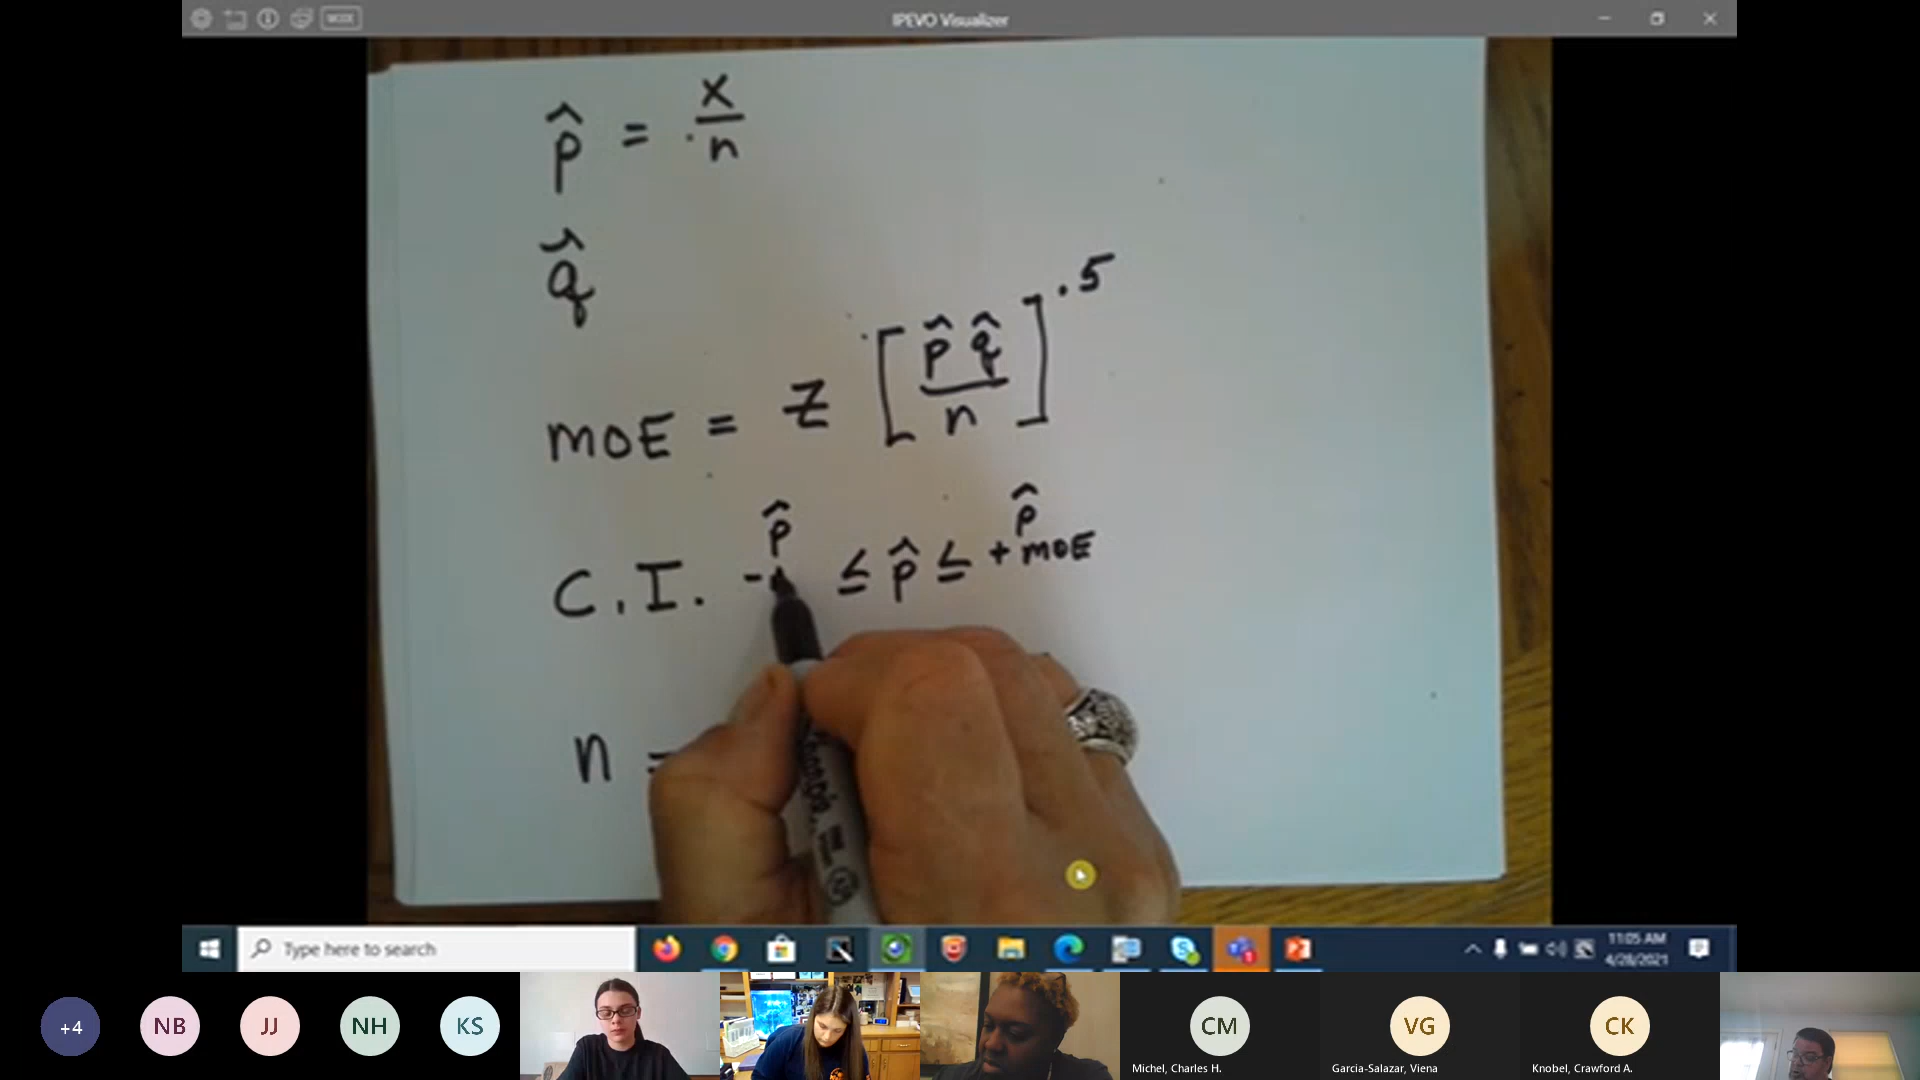 WDX
IPEVO Visualizer
p̂ = x/n
q̂
MOE = Z [p̂ q̂ / n]^.5
p̂ p̂
C.I. - ≤ p̂ ≤ + MOE
n =
Type here to search
11:05 AM
4/28/2021
+4 NB JJ NH KS CM VG CK
Michel, Charles H. Garcia-Salazar, Viena Knobel, Crawford A.